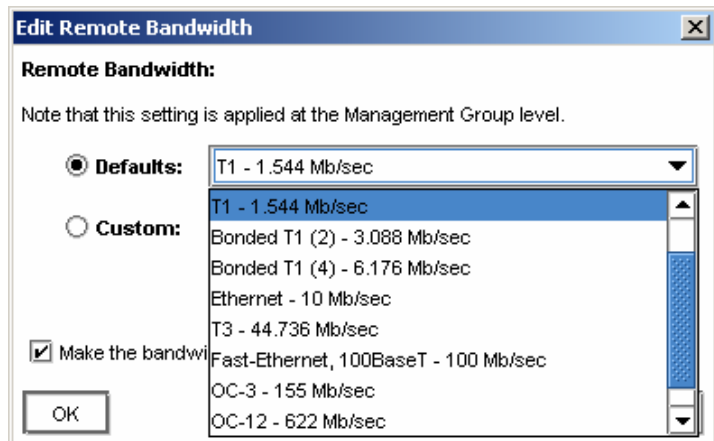 Edit Remote Bandwidth
Remote Bandwidth:
Note that this setting is applied at the Management Group level.
Defaults:
T1 - 1.544 Mb/sec
T1 - 1.544 Mb/sec
Custom:
Bonded T1 (2) - 3.088 Mb/sec
Bonded T1 (4) - 6.176 Mb/sec
Ethernet - 10 Mb/sec
T3 - 44.736 Mb/sec
Make the
Fast-Ethernet, 100BaseT - 100 Mb/sec
OC-3 - 155 Mb/sec
OK
OC-12 - 622 Mb/sec